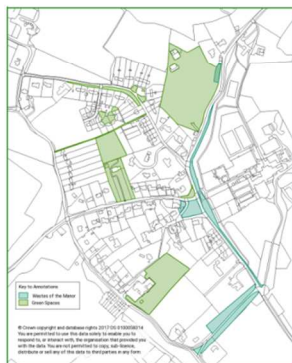 Key to Annotations
Wastes of the Manor
Green Spaces
© Crown copyright and database rights 2017 OS 0100058014
You are permitted to use this data solely to enable you to
respond to, or interact with, the organisation that provided you
with the data. You are not permitted to copy, sub-licence,
distribute or sell any of this data to third parties in any form